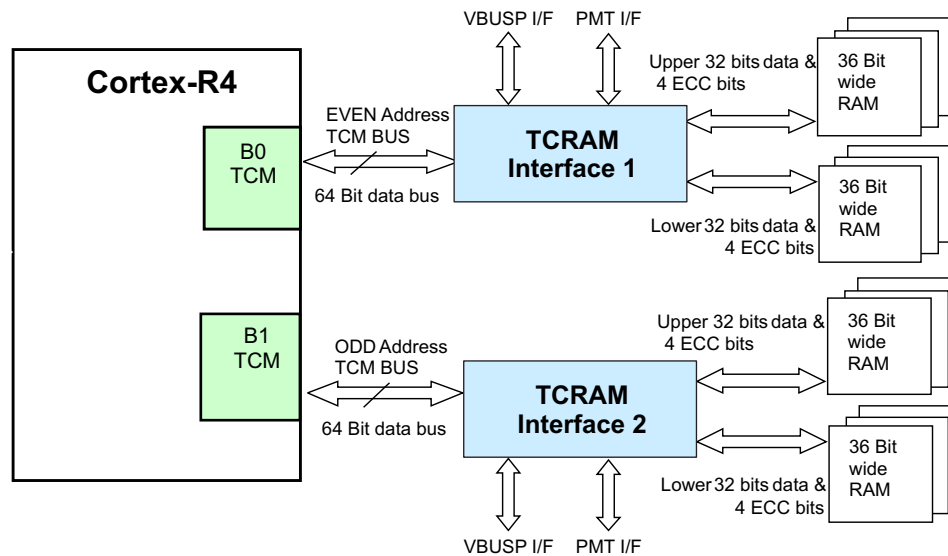 VBUSP I/F
PMT I/F
Cortex-R4
Upper 32 bits data &
4 ECC bits
36 Bit
wide
RAM
EVEN Address
TCM BUS
B0
TCM
64 Bit data bus
TCRAM
Interface 1
Lower 32 bits data &
4 ECC bits
36 Bit
wide
RAM
Upper 32 bits data &
4 ECC bits
36 Bit
wide
RAM
B1
TCM
ODD Address
TCM BUS
64 Bit data bus
TCRAM
Interface 2
Lower 32 bits data &
4 ECC bits
36 Bit
wide
RAM
VBUSP I/F
PMT I/F